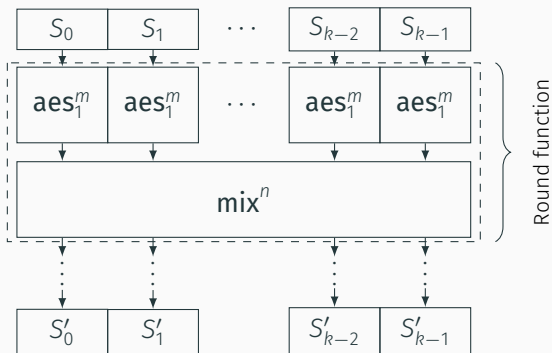 S₀ S₁ ⋯ Sₖ₋₂ Sₖ₋₁
aes₁ᵐ aes₁ᵐ ⋯ aes₁ᵐ aes₁ᵐ
mixⁿ
Round function
S′₀ S′₁ S′ₖ₋₂ S′ₖ₋₁